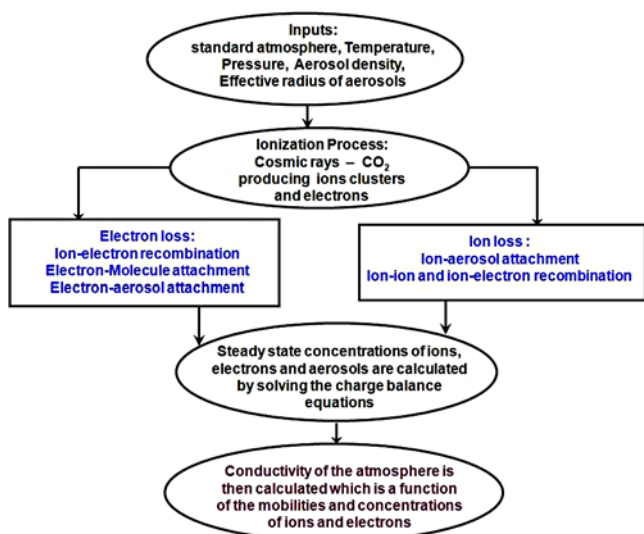 Inputs:
standard atmosphere, Temperature,
Pressure, Aerosol density,
Effective radius of aerosols
Ionization Process:
Cosmic rays – CO₂
producing ions clusters
and electrons
Electron loss:
Ion-electron recombination
Electron-Molecule attachment
Electron-aerosol attachment
Ion loss :
Ion-aerosol attachment
Ion-ion and ion-electron recombination
Steady state concentrations of ions,
electrons and aerosols are calculated
by solving the charge balance
equations
Conductivity of the atmosphere is
then calculated which is a function
of the mobilities and concentrations
of ions and electrons